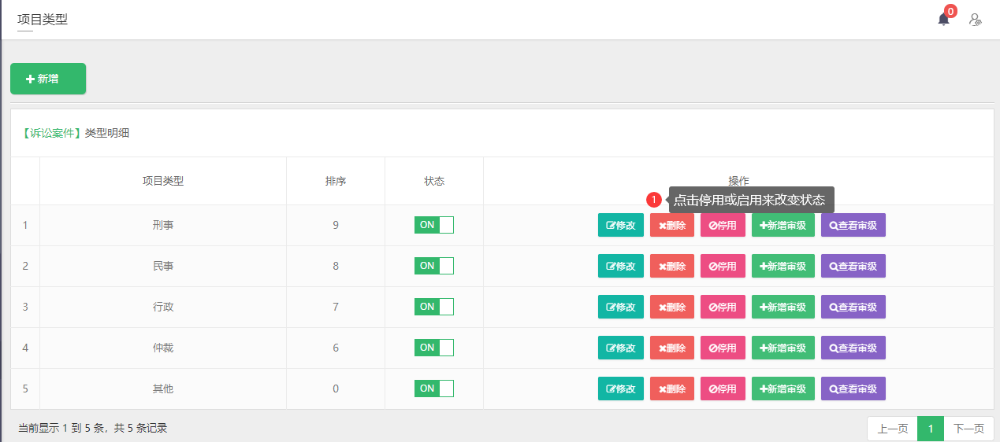 项目类型
0
新增
【诉讼案件】类型明细
项目类型 排序 状态 操作
1 点击停用或启用来改变状态
1 刑事 9 ON 修改 删除 停用 新增审级 查看审级
2 民事 8 ON 修改 删除 停用 新增审级 查看审级
3 行政 7 ON 修改 删除 停用 新增审级 查看审级
4 仲裁 6 ON 修改 删除 停用 新增审级 查看审级
5 其他 0 ON 修改 删除 停用 新增审级 查看审级
当前显示 1 到 5 条，共 5 条记录 上一页 1 下一页